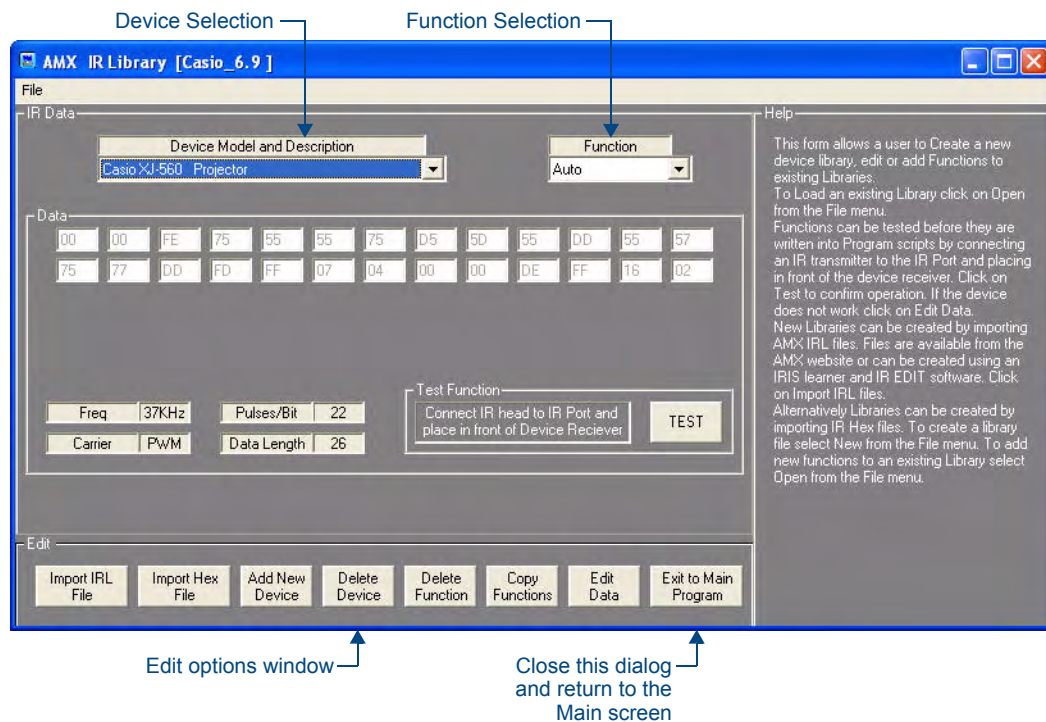 Device Selection
Function Selection
AMX IR Library [Casio_6.9 ]
File
IR Data
Device Model and Description
Function
Casio XJ-560 Projector
Auto
Data
00 00 FE 75 55 55 75 D5 5D 55 DD 55 57
75 77 DD FD FF 07 04 00 00 DE FF 16 02
Freq 37KHz Pulses/Bit 22
Carrier PWM Data Length 26
Test Function
Connect IR head to IR Port and
place in front of Device Reciever
TEST
Help
This form allows a user to Create a new
device library, edit or add Functions to
existing Libraries.
To Load an existing Library click on Open
from the File menu.
Functions can be tested before they are
written into Program scripts by connecting
an IR transmitter to the IR Port and placing
in front of the device receiver. Click on
Test to confirm operation. If the device
does not work click on Edit Data.
New Libraries can be created by importing
AMX IRL files. Files are available from the
AMX website or can be created using an
IRIS learner and IR EDIT software. Click
on Import IRL files.
Alternatively Libraries can be created by
importing IR Hex files. To create a library
file select New from the File menu. To add
new functions to an existing Library select
Open from the File menu.
Edit
Import IRL
File
Import Hex
File
Add New
Device
Delete
Device
Delete
Function
Copy
Functions
Edit
Data
Exit to Main
Program
Edit options window
Close this dialog
and return to the
Main screen